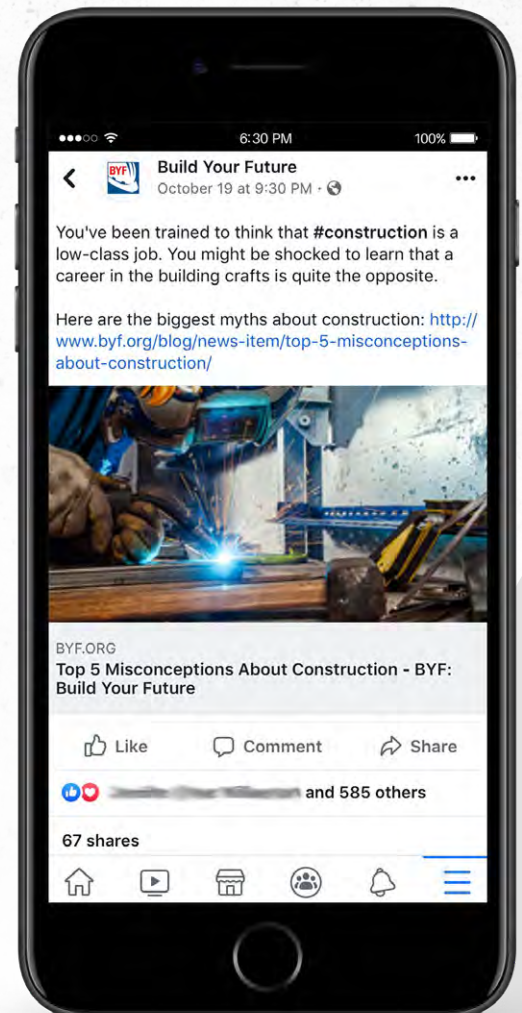 6:30 PM
100%
BYF
Build Your Future
October 19 at 9:30 PM ·
You've been trained to think that #construction is a
low-class job. You might be shocked to learn that a
career in the building crafts is quite the opposite.
Here are the biggest myths about construction: http://
www.byf.org/blog/news-item/top-5-misconceptions-
about-construction/
BYF.ORG
Top 5 Misconceptions About Construction - BYF:
Build Your Future
Like
Comment
Share
and 585 others
67 shares